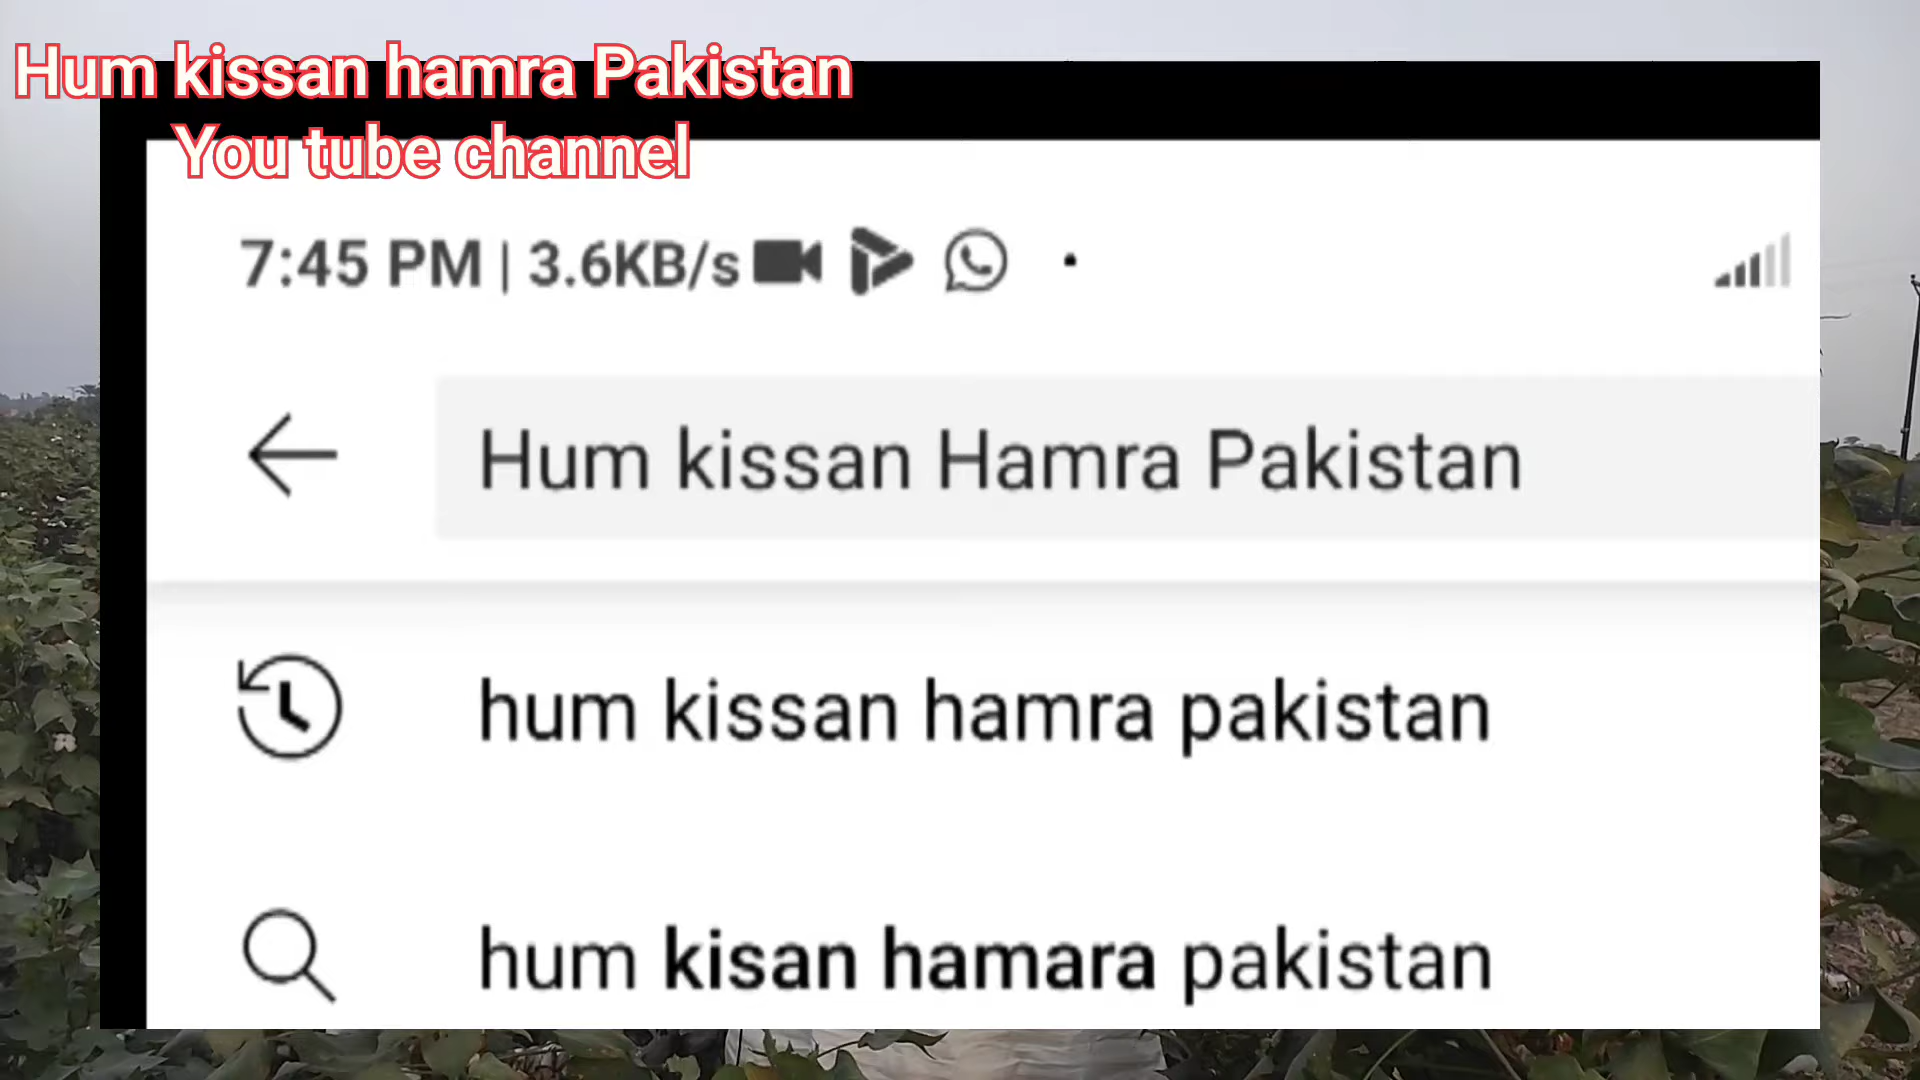 Hum kissan hamra Pakistan
You tube channel
7:45 PM | 3.6KB/s
Hum kissan Hamra Pakistan
hum kissan hamra pakistan
hum kisan hamara pakistan